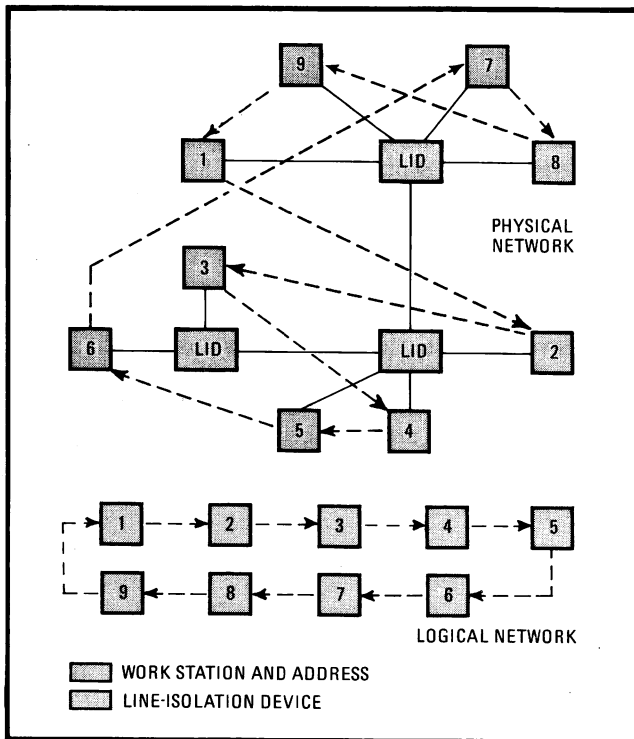 9
7
1
LID
8
PHYSICAL
NETWORK
3
6
LID
LID
2
5
4
1
2
3
4
5
9
8
7
6
LOGICAL NETWORK
WORK STATION AND ADDRESS
LINE-ISOLATION DEVICE